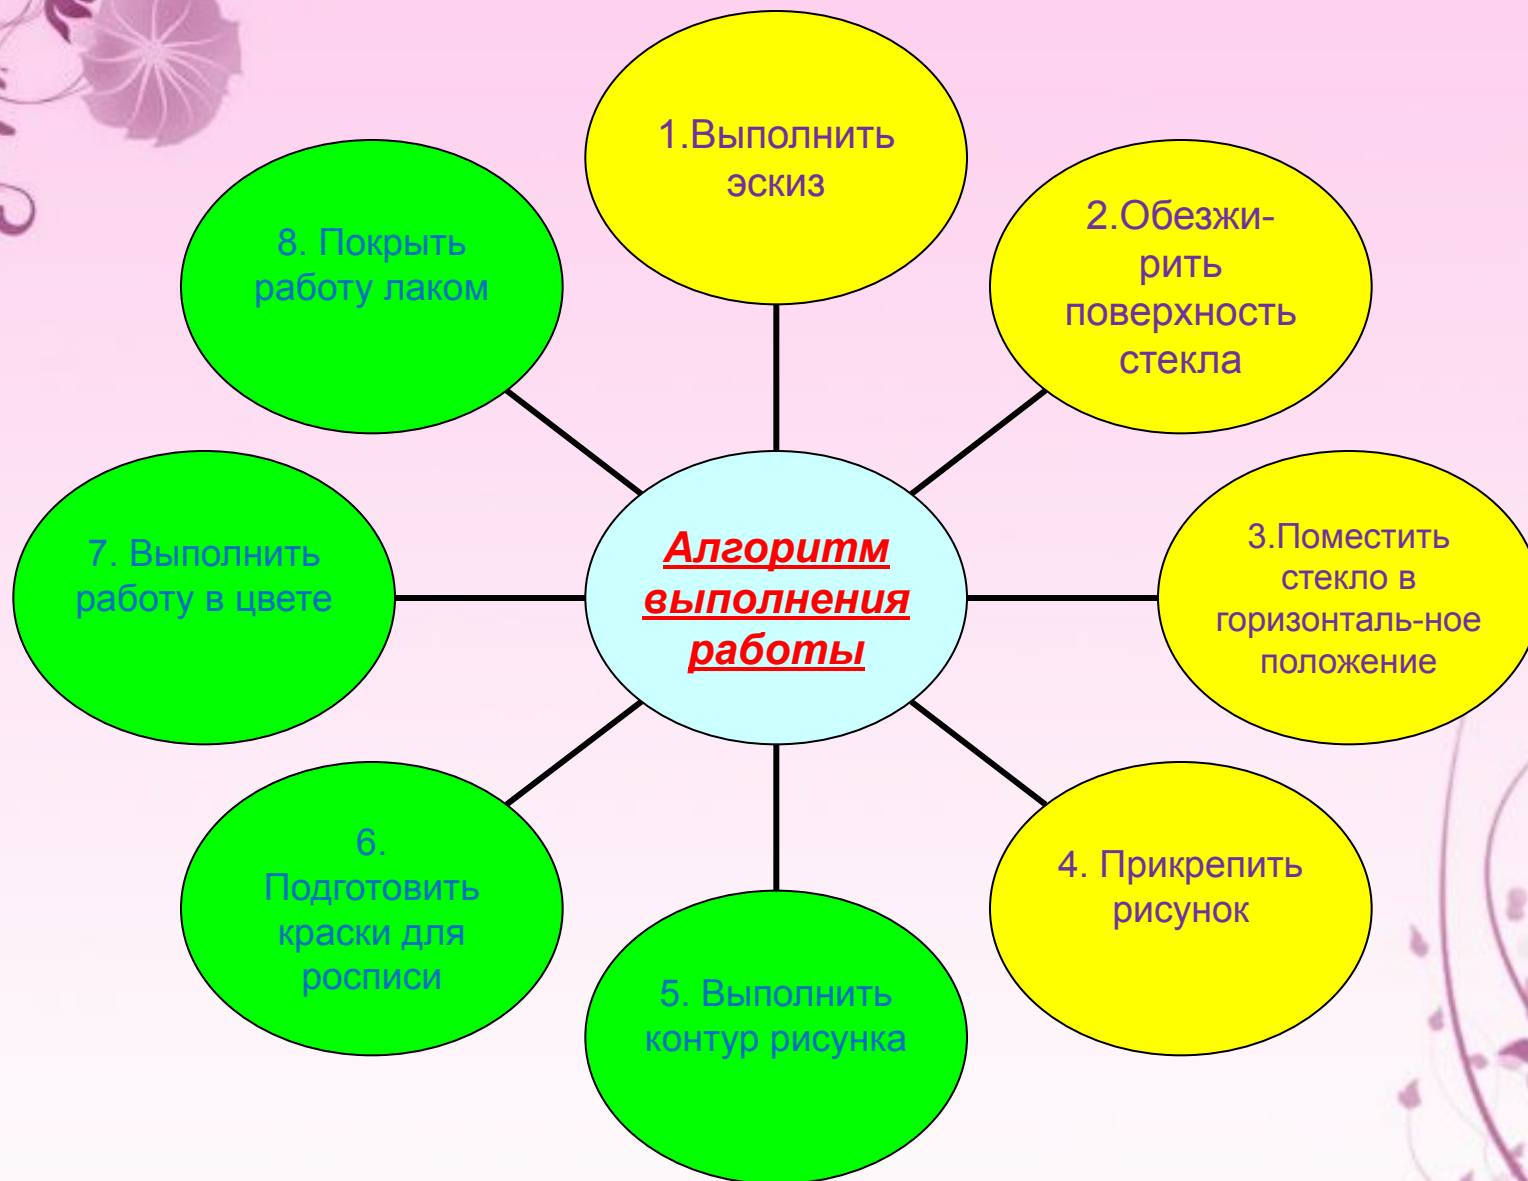 1.Выполнить
эскиз
2.Обезжи-
рить
поверхность
стекла
3.Поместить
стекло в
горизонталь-ное
положение
4. Прикрепить
рисунок
5. Выполнить
контур рисунка
6.
Подготовить
краски для
росписи
7. Выполнить
работу в цвете
8. Покрыть
работу лаком
Алгоритм
выполнения
работы